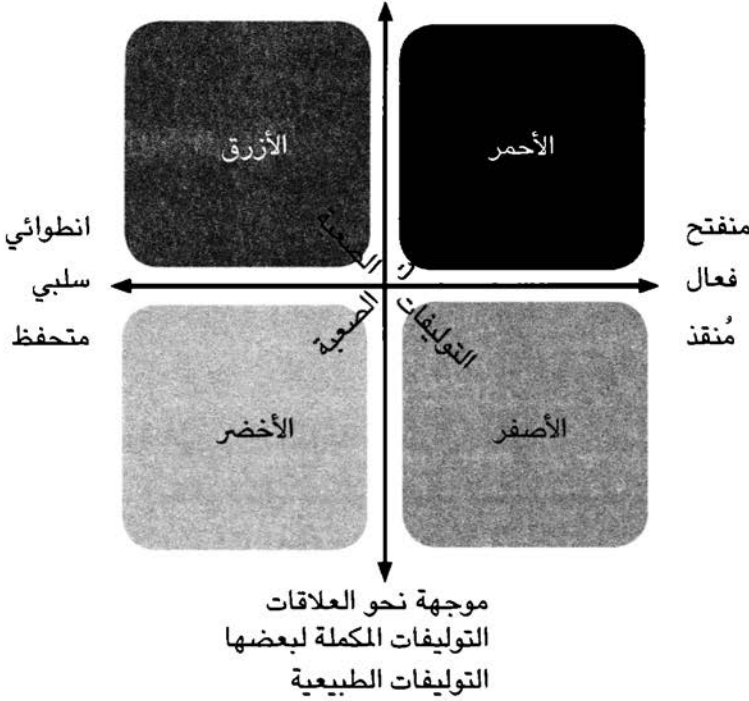 الأحمر
الأزرق
منفتح
فعال
مُنقذ
انطوائي
سلبي
متحفظ
التوليفات الصعبة
الصعبة
الأصفر
الأخضر
موجهة نحو العلاقات
التوليفات المكملة لبعضها
التوليفات الطبيعية